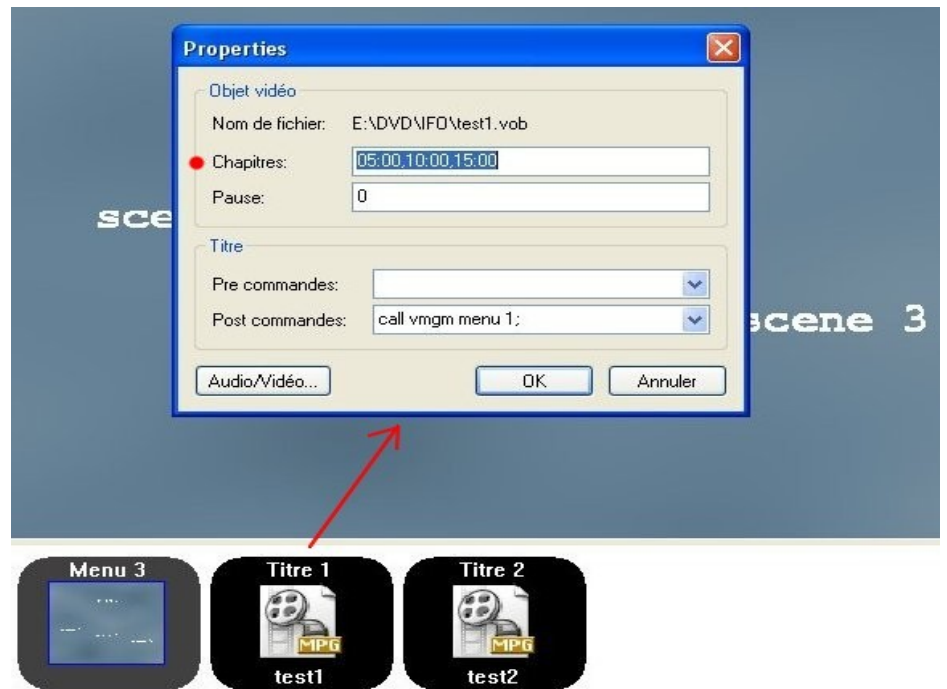 Properties
Objet vidéo
Nom de fichier: E:\DVD\IFO\test1.vob
Chapitres: 05:00,10:00,15:00
Pause: 0
sce
Titre
Pre commandes:
Post commandes: call vmgm menu 1;
scene 3
Audio/Vidéo... OK Annuler
Menu 3 Titre 1 Titre 2
MPG MPG
test1 test2